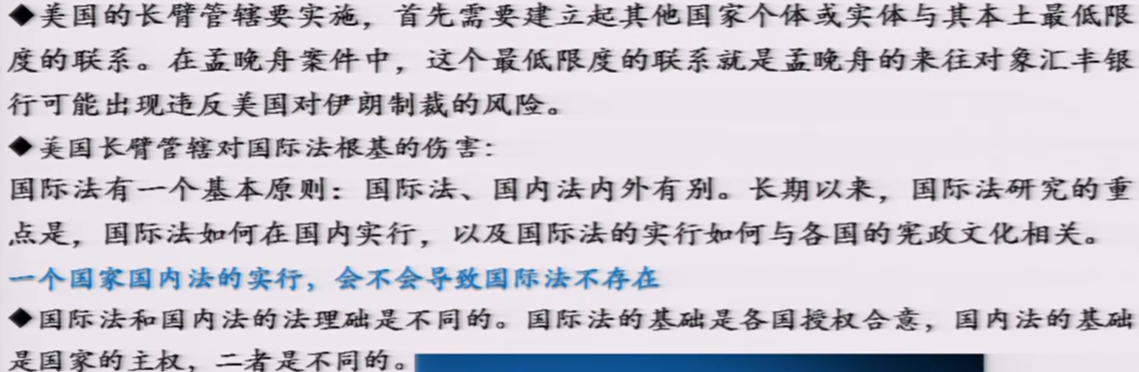 ◆美国的长臂管辖要实施，首先需要建立起其他国家个体或实体与其本土最低限
度的联系。在孟晚舟案件中，这个最低限度的联系就是孟晚舟的来往对象汇丰银
行可能出现违反美国对伊朗制裁的风险。
◆美国长臂管辖对国际法根基的伤害：
国际法有一个基本原则：国际法、国内法内外有别。长期以来，国际法研究的重
点是，国际法如何在国内实行，以及国际法的实行如何与各国的宪政文化相关。
一个国家国内法的实行，会不会导致国际法不存在
◆国际法和国内法的法理础是不同的。国际法的基础是各国授权合意，国内法的基础
是国家的主权，二者是不同的。